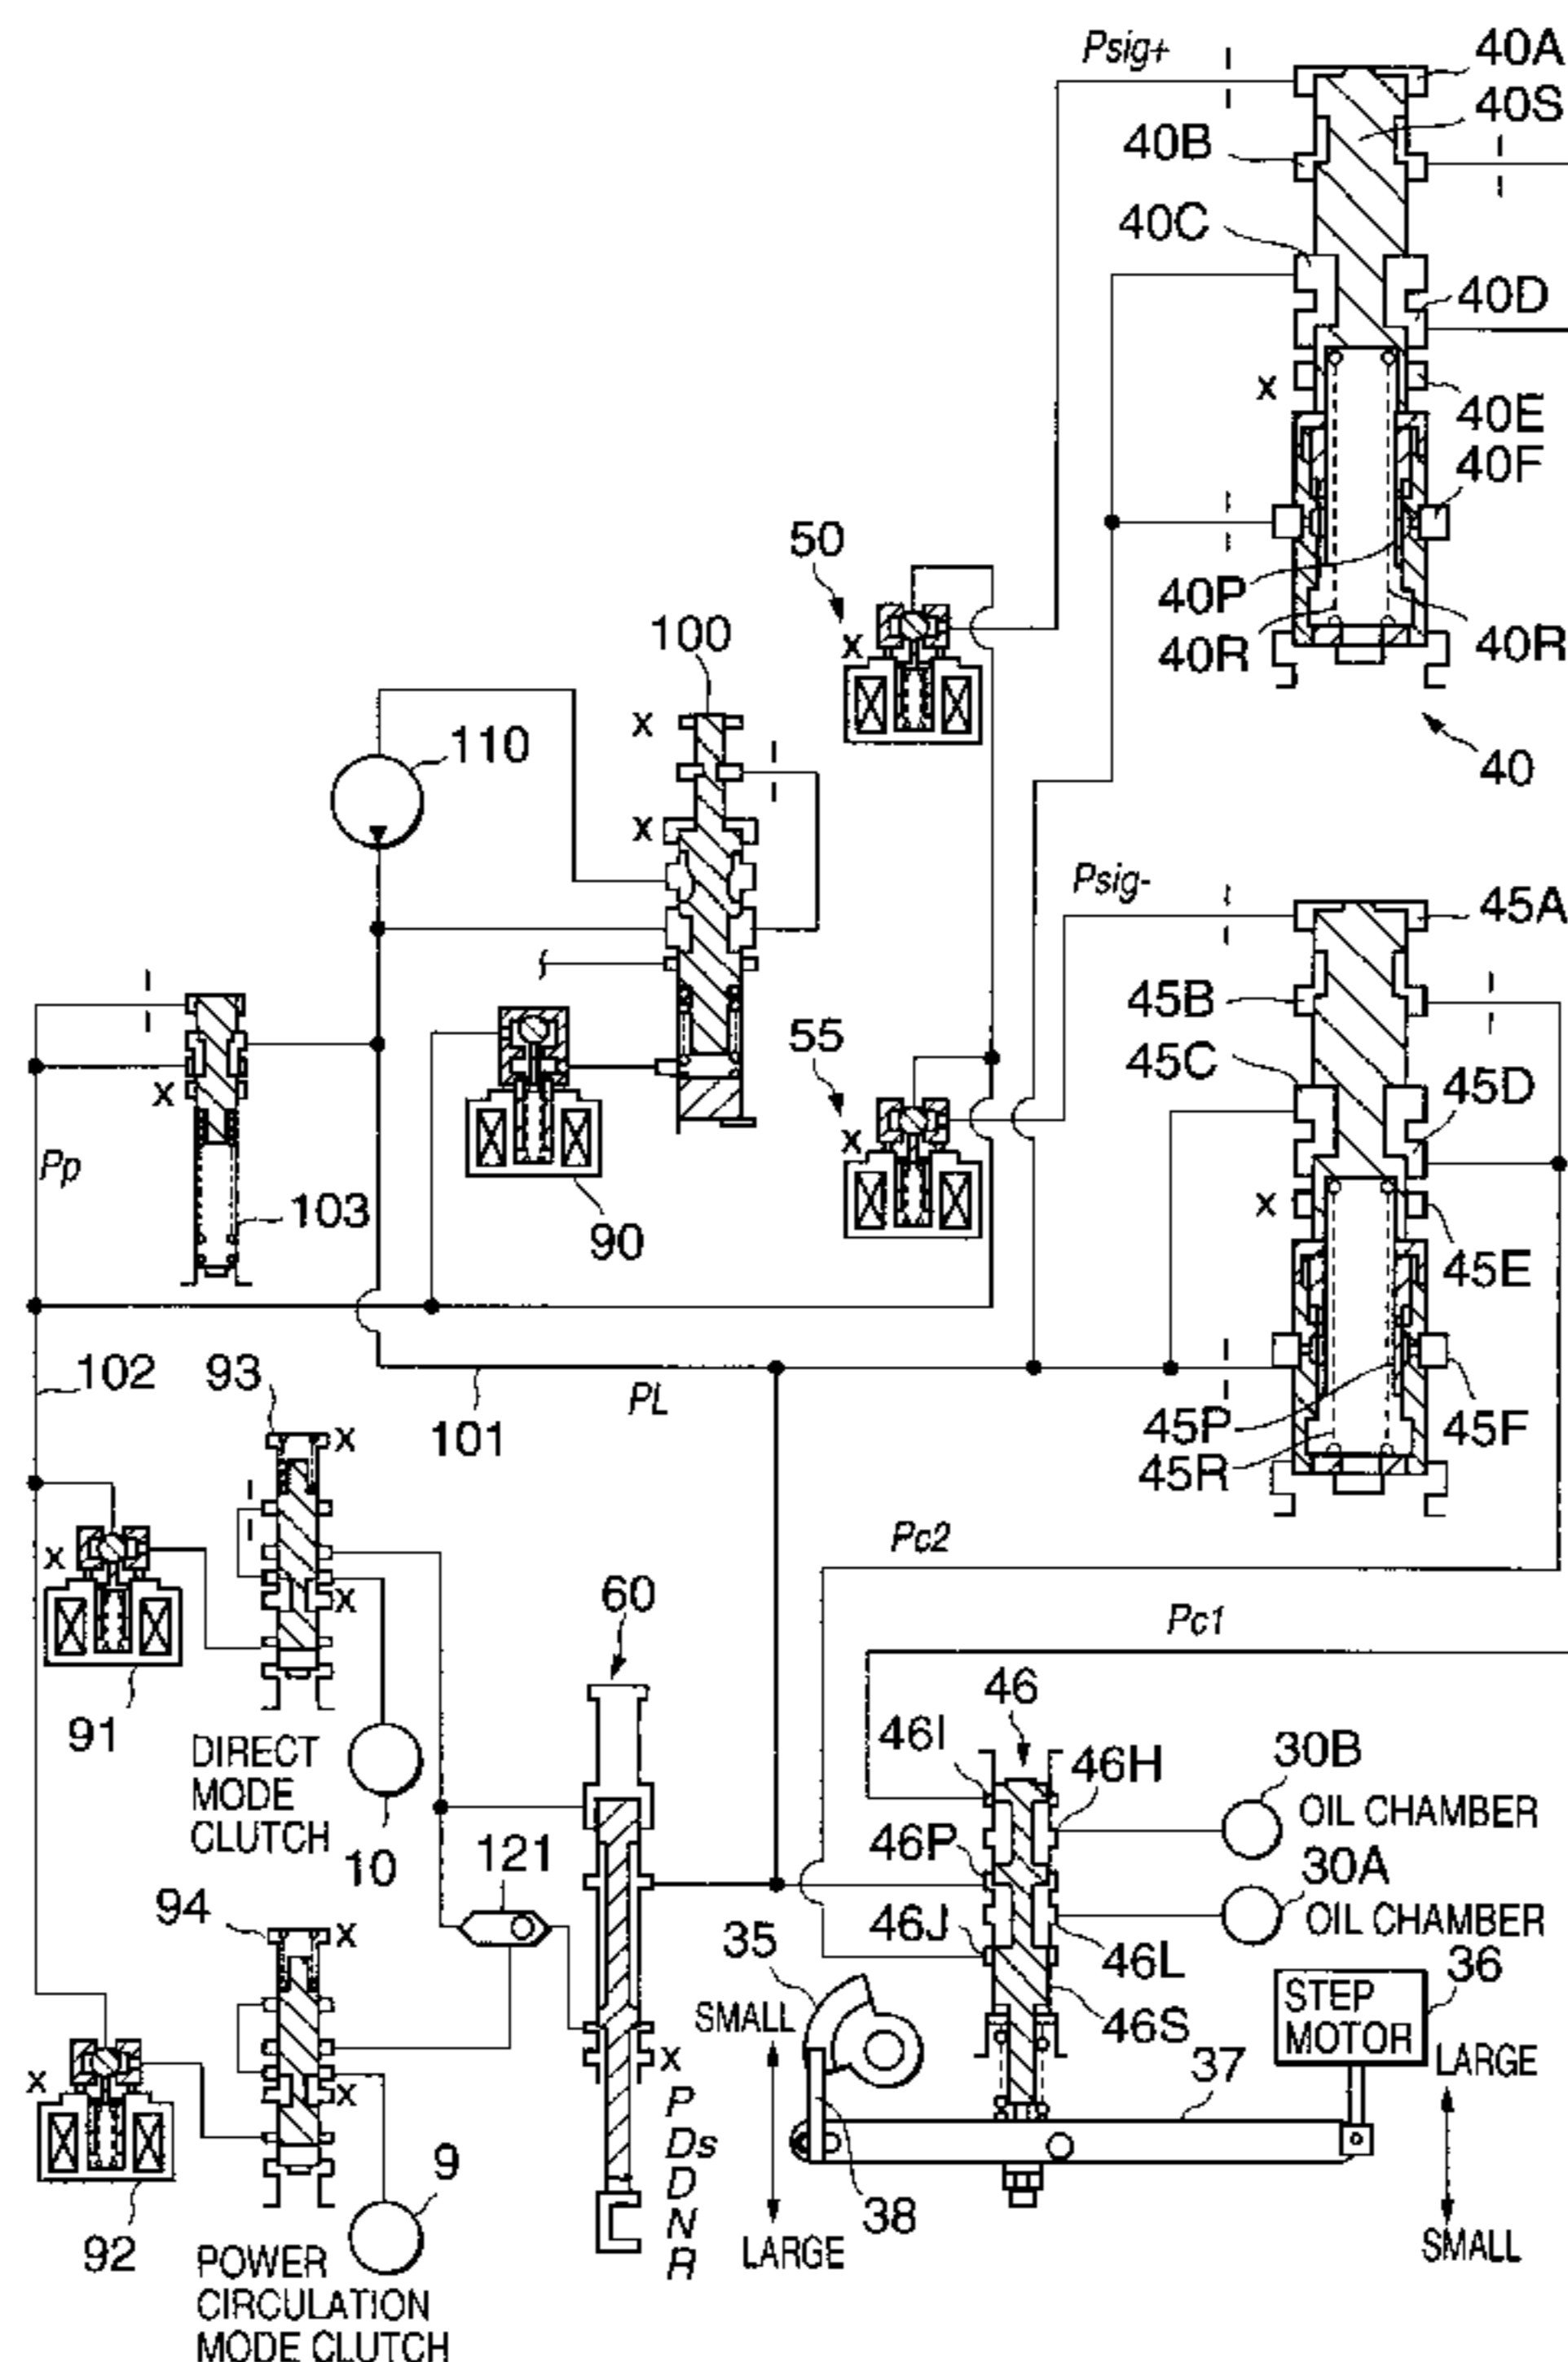 Psig+
40A
40S
40B
40C
40D
x
40E
40F
50
40P
40R
40R
x
100
x
40
110
x
Psig-
45A
45B
55
45C
45D
x
x
Pp
103
90
x
45E
102
93
PL
101
x
45P
45F
45R
Pc2
x
60
x
Pc1
91
46
DIRECT
MODE
CLUTCH
10
46I
46H
30B
OIL CHAMBER
121
46P
30A
94
x
46J
OIL CHAMBER
35
46L
36
SMALL
STEP
MOTOR
46S
x
37
LARGE
x
x
P
Ds
D
N
R
9
38
92
LARGE
SMALL
POWER
CIRCULATION
MODE CLUTCH